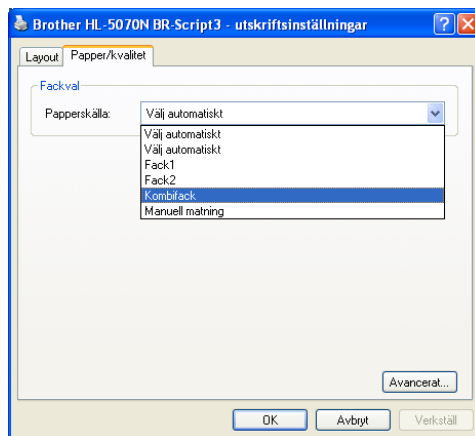 Brother HL-5070N BR-Script3 - utskriftsinställningar
Layout Papper/kvalitet
Fackval
Papperskälla: Välj automatiskt
Välj automatiskt
Välj automatiskt
Fack1
Fack2
Kombifack
Manuell matning
Avancerat...
OK Avbryt Verkställ